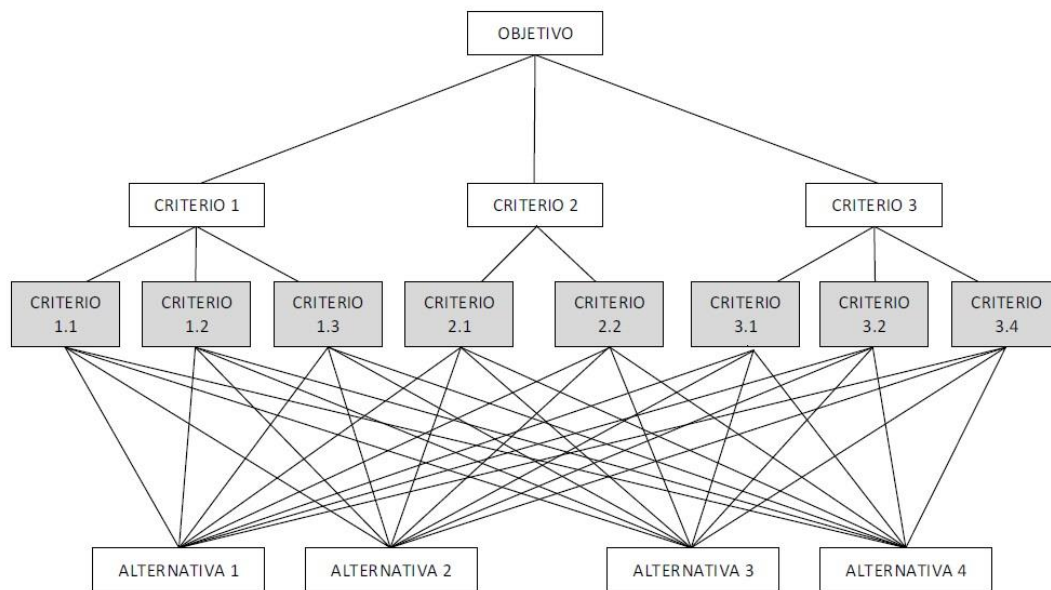 OBJETIVO
CRITERIO 1
CRITERIO 2
CRITERIO 3
CRITERIO
1.1
CRITERIO
1.2
CRITERIO
1.3
CRITERIO
2.1
CRITERIO
2.2
CRITERIO
3.1
CRITERIO
3.2
CRITERIO
3.4
ALTERNATIVA 1
ALTERNATIVA 2
ALTERNATIVA 3
ALTERNATIVA 4